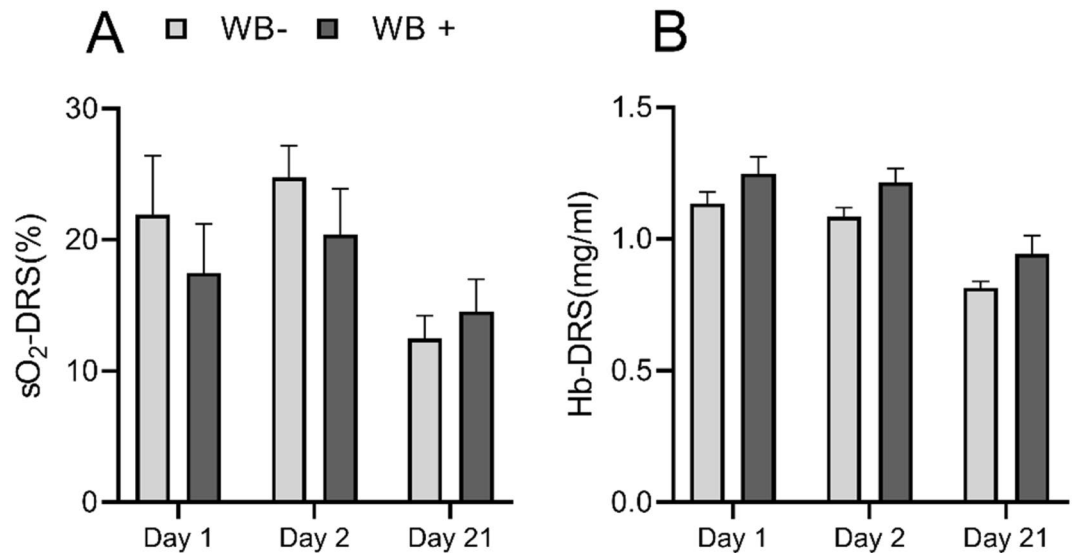 A WB- WB +
sO₂-DRS(%)
30
20
10
0
Day 1 Day 2 Day 21
B
Hb-DRS(mg/ml)
1.5
1.0
0.5
0.0
Day 1 Day 2 Day 21